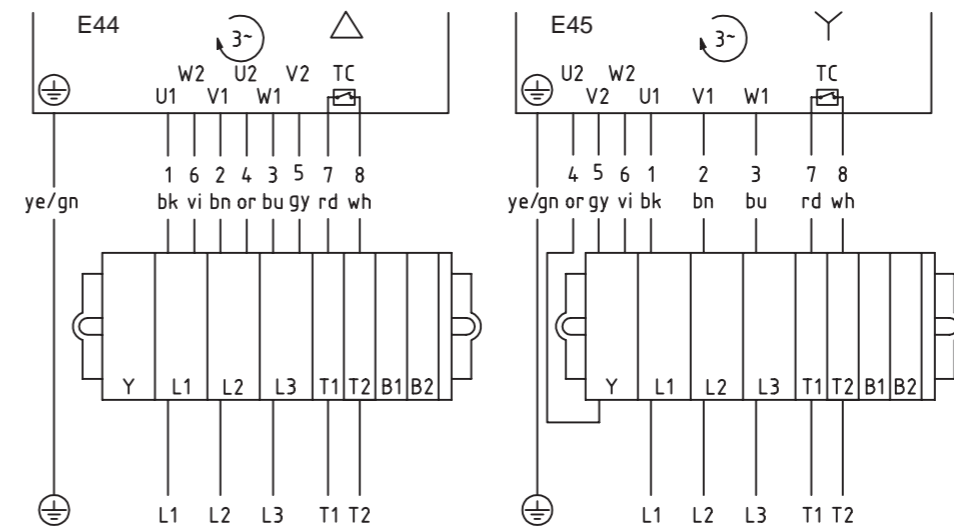 E44 3~
W2 U2 V2 TC
U1 V1 W1
1 6 2 4 3 5 7 8
ye/gn bk vi bn or bu gy rd wh
Y L1 L2 L3 T1 T2 B1 B2
L1 L2 L3 T1 T2
E45 3~
U2 W2 TC
V2 U1 V1 W1
4 5 6 1 2 3 7 8
ye/gn or gy vi bk bn bu rd wh
Y L1 L2 L3 T1 T2 B1 B2
L1 L2 L3 T1 T2